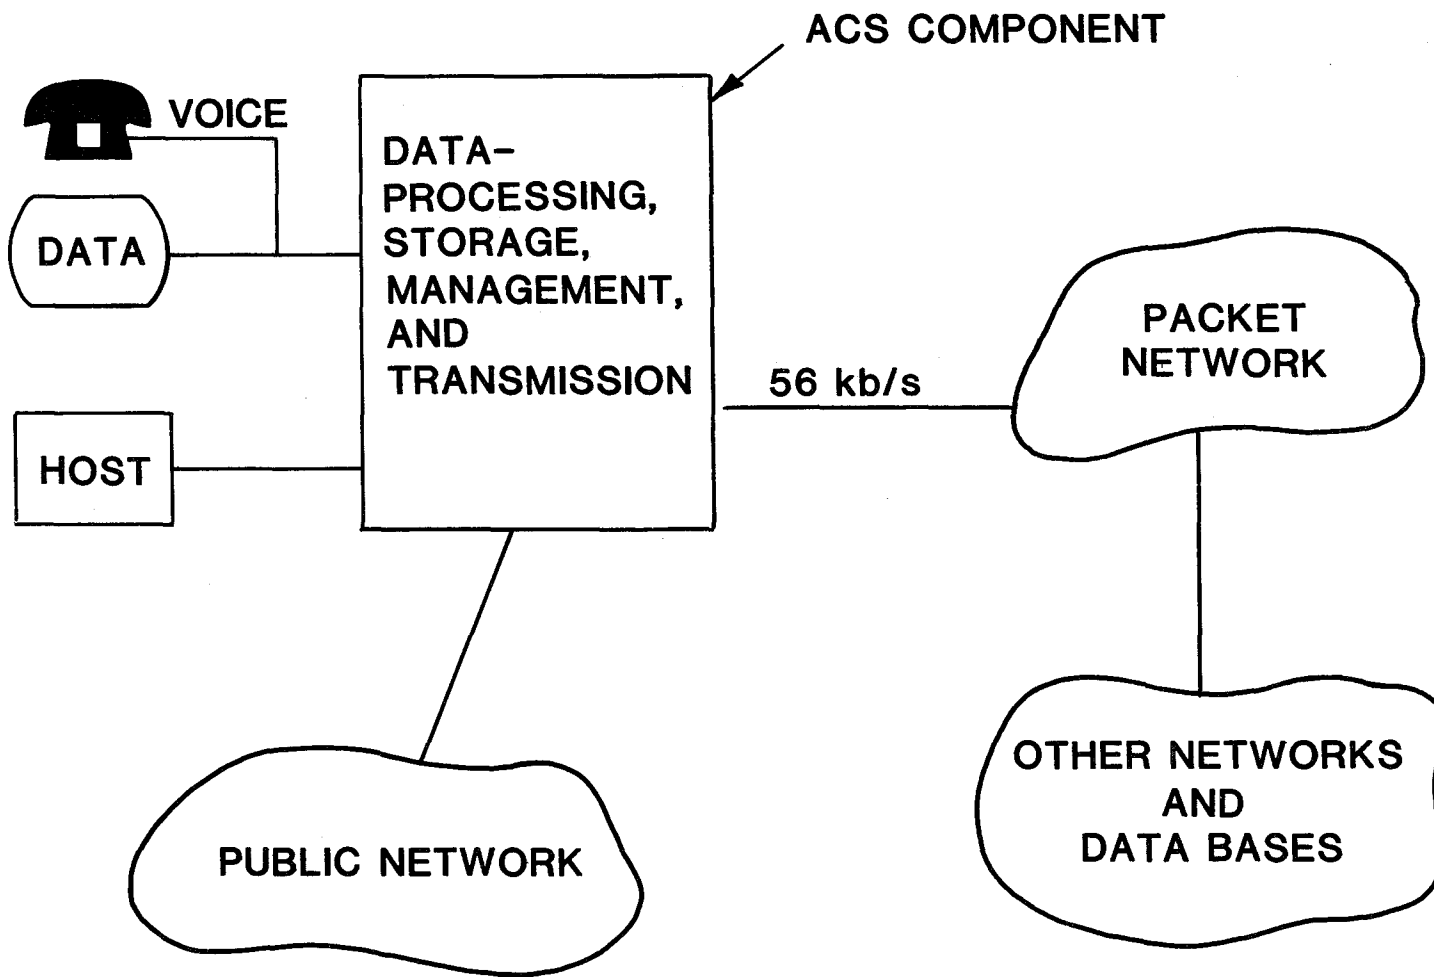 ACS COMPONENT
VOICE
DATA
HOST
DATA-
PROCESSING,
STORAGE,
MANAGEMENT,
AND
TRANSMISSION
56 kb/s
PACKET
NETWORK
PUBLIC NETWORK
OTHER NETWORKS
AND
DATA BASES